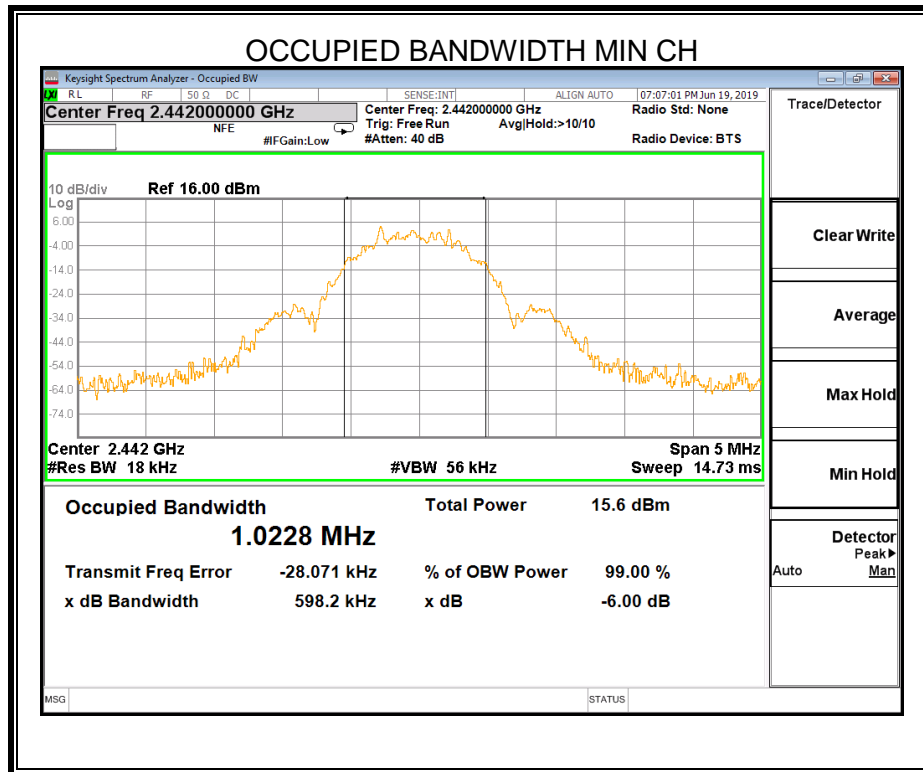 OCCUPIED BANDWIDTH MIN CH
Keysight Spectrum Analyzer - Occupied BW
LXI RL RF 50 Ω DC SENSE:INT ALIGN AUTO 07:07:01 PM Jun 19, 2019
Center Freq 2.442000000 GHz Center Freq: 2.442000000 GHz Radio Std: None
NFE Trig: Free Run Avg|Hold:>10/10
#IFGain:Low #Atten: 40 dB Radio Device: BTS
Trace/Detector
10 dB/div Ref 16.00 dBm
Log
6.00
-4.00
-14.0
-24.0
-34.0
-44.0
-54.0
-64.0
-74.0
Center 2.442 GHz Span 5 MHz
#Res BW 18 kHz #VBW 56 kHz Sweep 14.73 ms
Occupied Bandwidth Total Power 15.6 dBm
1.0228 MHz
Transmit Freq Error -28.071 kHz % of OBW Power 99.00 %
x dB Bandwidth 598.2 kHz x dB -6.00 dB
Clear Write
Average
Max Hold
Min Hold
Detector
Peak▶
Auto Man
MSG STATUS